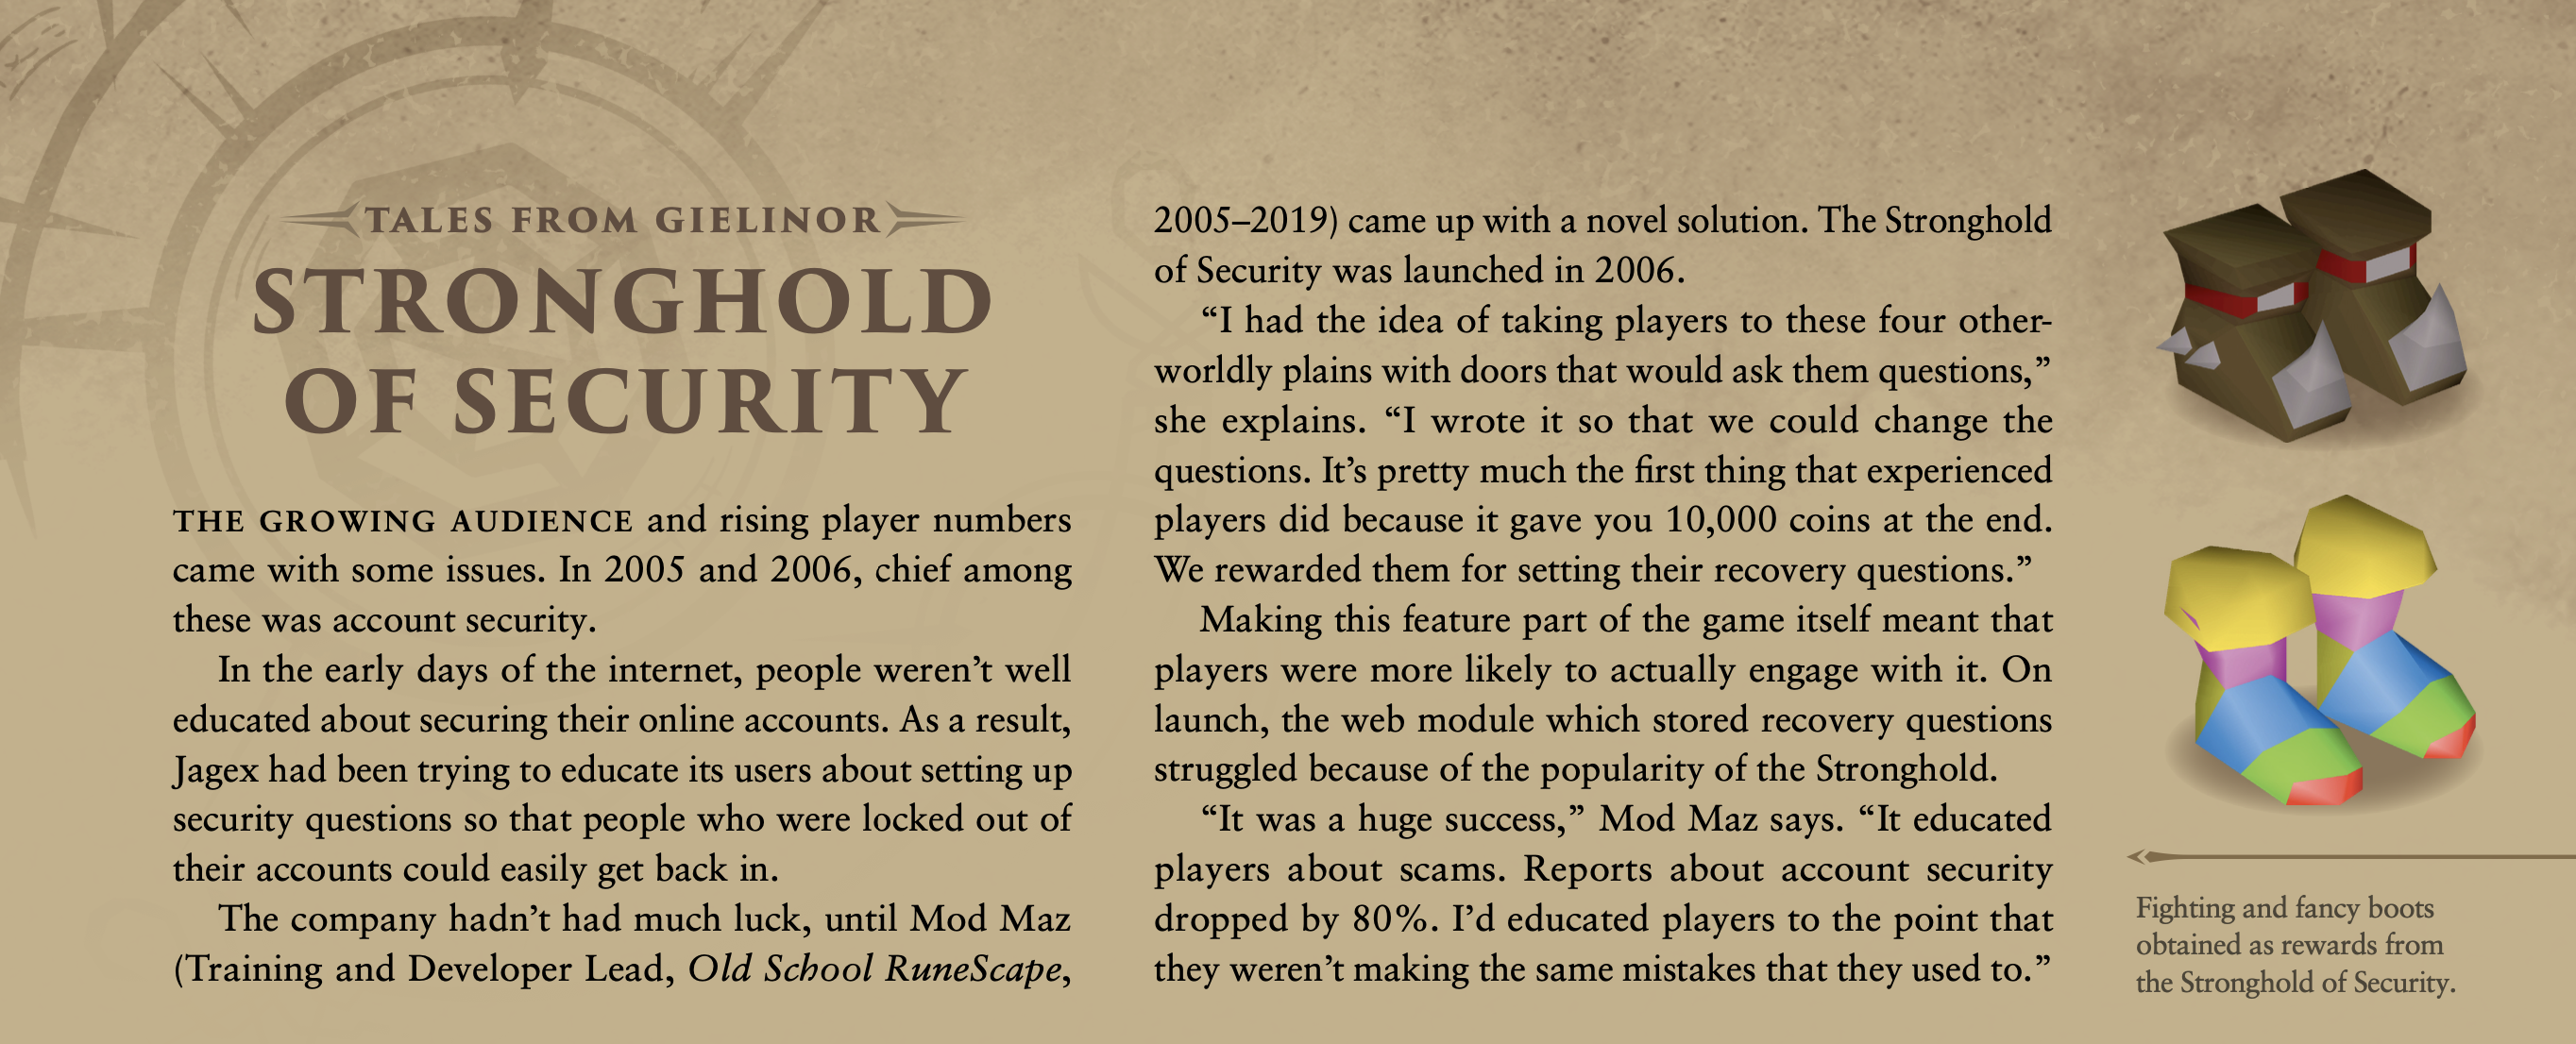 TALES FROM GIELINOR
STRONGHOLD
OF SECURITY
THE GROWING AUDIENCE and rising player numbers
came with some issues. In 2005 and 2006, chief among
these was account security.
In the early days of the internet, people weren’t well
educated about securing their online accounts. As a result,
Jagex had been trying to educate its users about setting up
security questions so that people who were locked out of
their accounts could easily get back in.
The company hadn’t had much luck, until Mod Maz
(Training and Developer Lead, Old School RuneScape,
2005–2019) came up with a novel solution. The Stronghold
of Security was launched in 2006.
“I had the idea of taking players to these four other-
worldly plains with doors that would ask them questions,”
she explains. “I wrote it so that we could change the
questions. It’s pretty much the first thing that experienced
players did because it gave you 10,000 coins at the end.
We rewarded them for setting their recovery questions.”
Making this feature part of the game itself meant that
players were more likely to actually engage with it. On
launch, the web module which stored recovery questions
struggled because of the popularity of the Stronghold.
“It was a huge success,” Mod Maz says. “It educated
players about scams. Reports about account security
dropped by 80%. I’d educated players to the point that
they weren’t making the same mistakes that they used to.”
Fighting and fancy boots
obtained as rewards from
the Stronghold of Security.